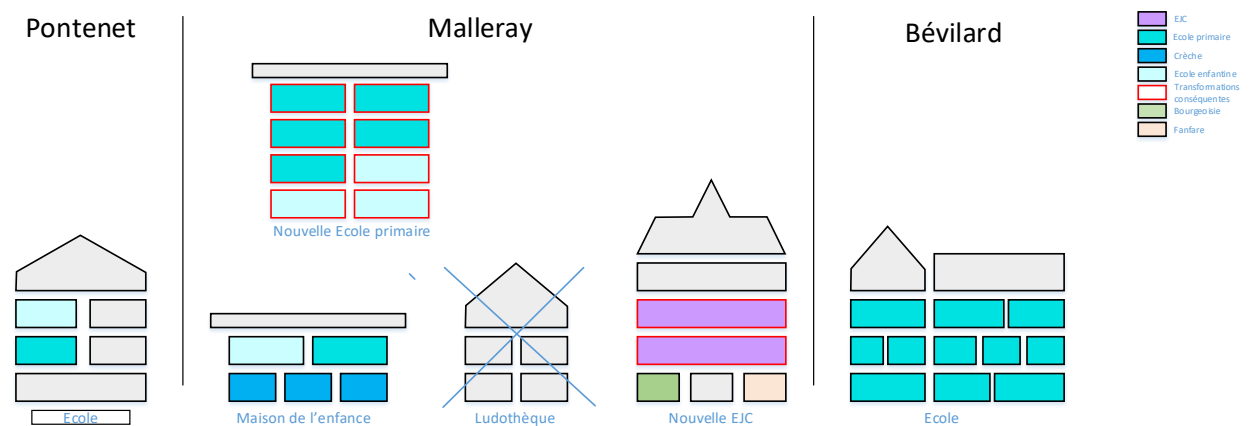 Pontenet
Malleray
Bévilard
EJC
Ecole primaire
Crèche
Ecole enfantine
Transformations
conséquentes
Bourgeoisie
Fanfare
Nouvelle Ecole primaire
Ecole
Maison de l'enfance
Ludothèque
Nouvelle EJC
Ecole